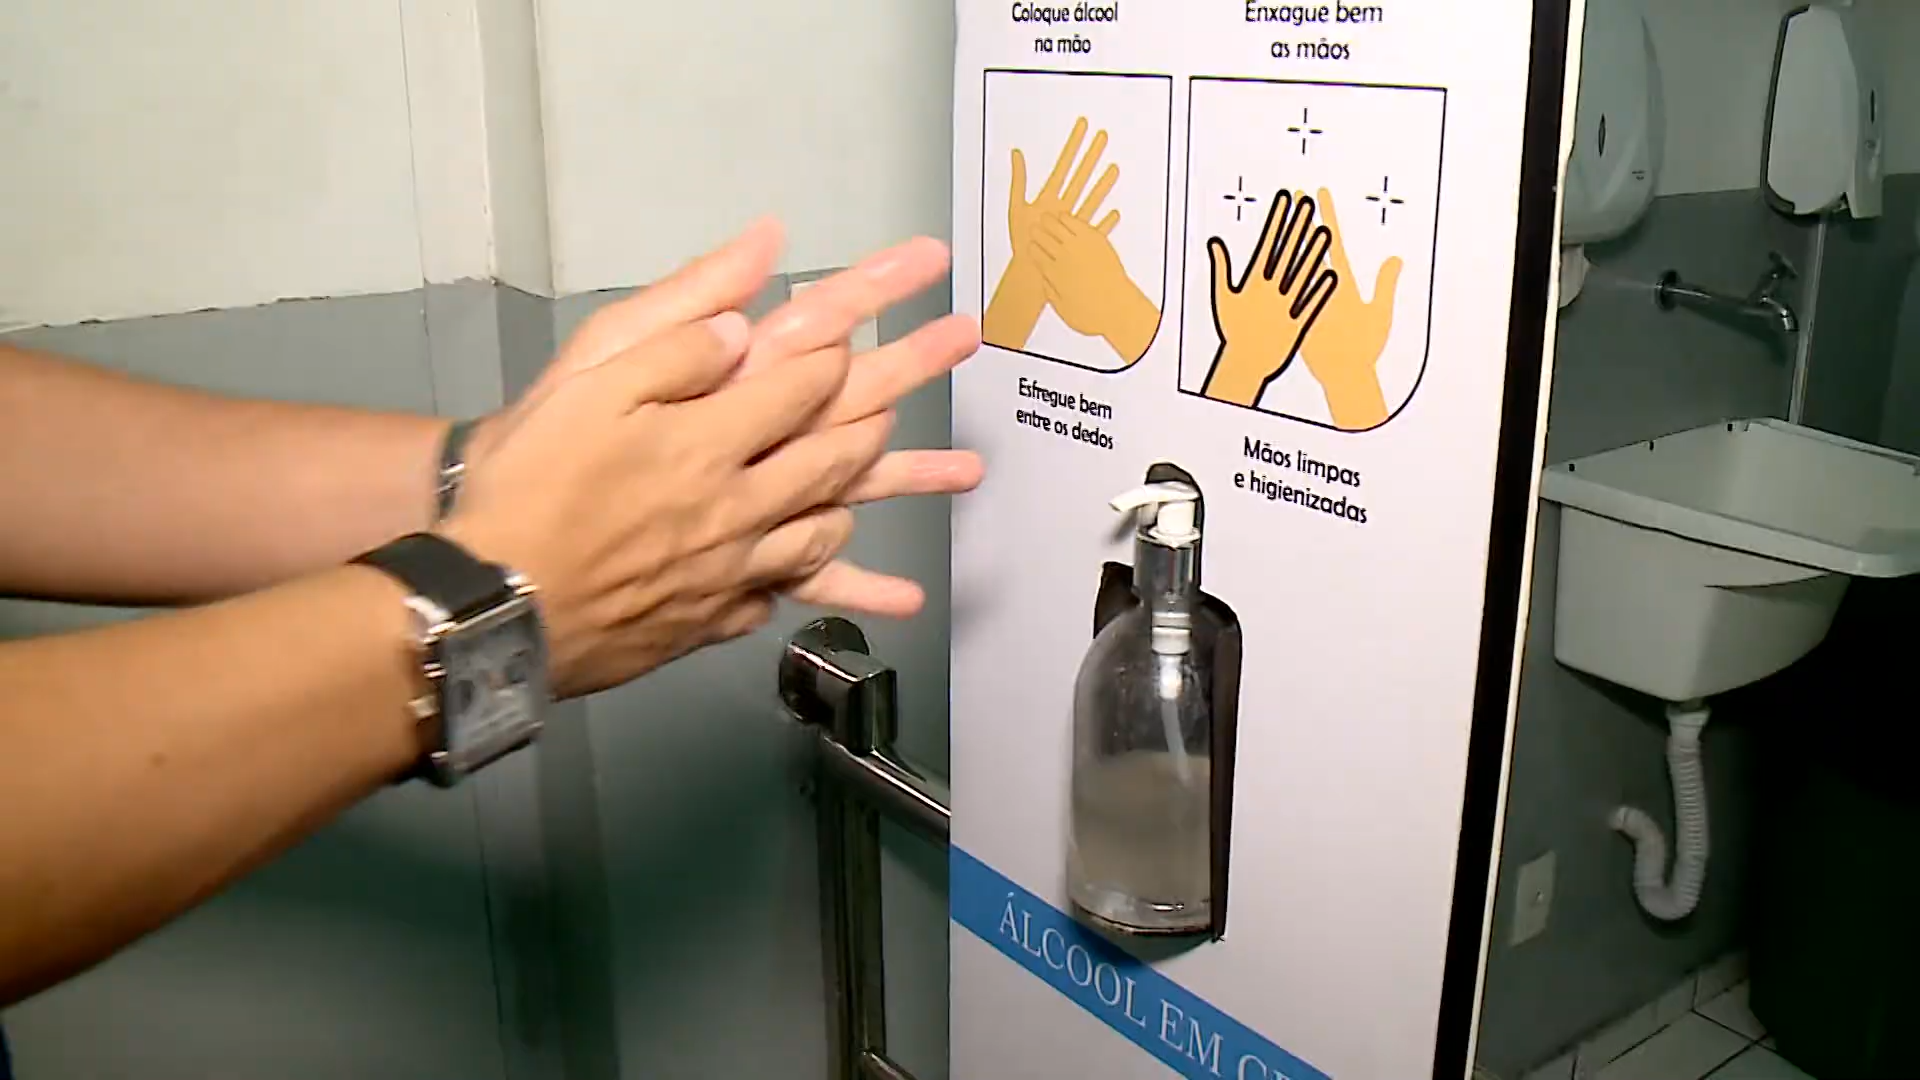 Coloque álcool
na mão
Enxague bem
as mãos
Esfregue bem
entre os dedos
Mãos limpas
e higienizadas
ÁLCOOL EM